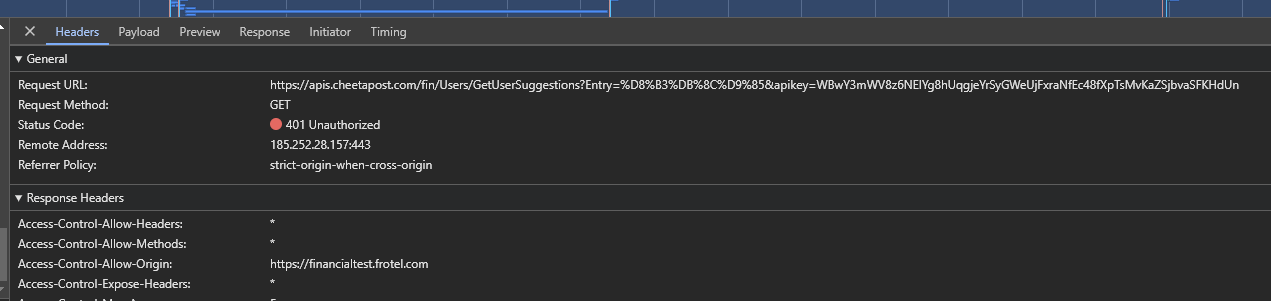 Headers Payload Preview Response Initiator Timing
General
Request URL: https://apis.cheetapost.com/fin/Users/GetUserSuggestions?Entry=%D8%B3%DB%8C%D9%85&apikey=WBwY3mWV8z6NEIYg8hUqgjeYrSyGWeUjFxraNfEc48fXpTsMvKaZSjbvaSFKHdUn
Request Method: GET
Status Code: 401 Unauthorized
Remote Address: 185.252.28.157:443
Referrer Policy: strict-origin-when-cross-origin
Response Headers
Access-Control-Allow-Headers: *
Access-Control-Allow-Methods: *
Access-Control-Allow-Origin: https://financialtest.frotel.com
Access-Control-Expose-Headers: *